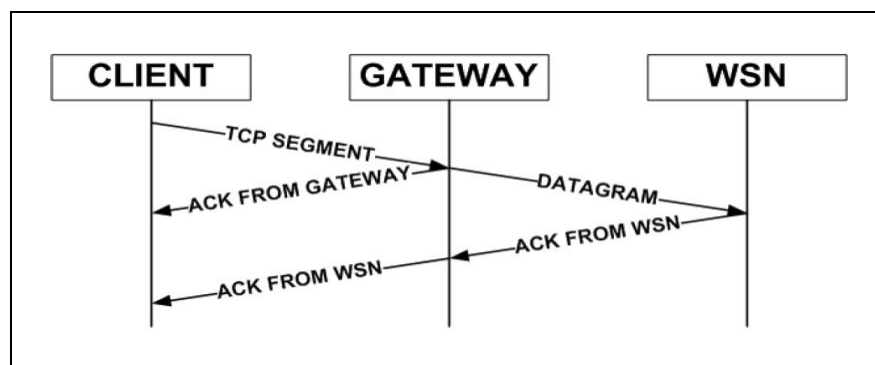 CLIENT
GATEWAY
WSN
TCP SEGMENT
ACK FROM GATEWAY
DATAGRAM
ACK FROM WSN
ACK FROM WSN